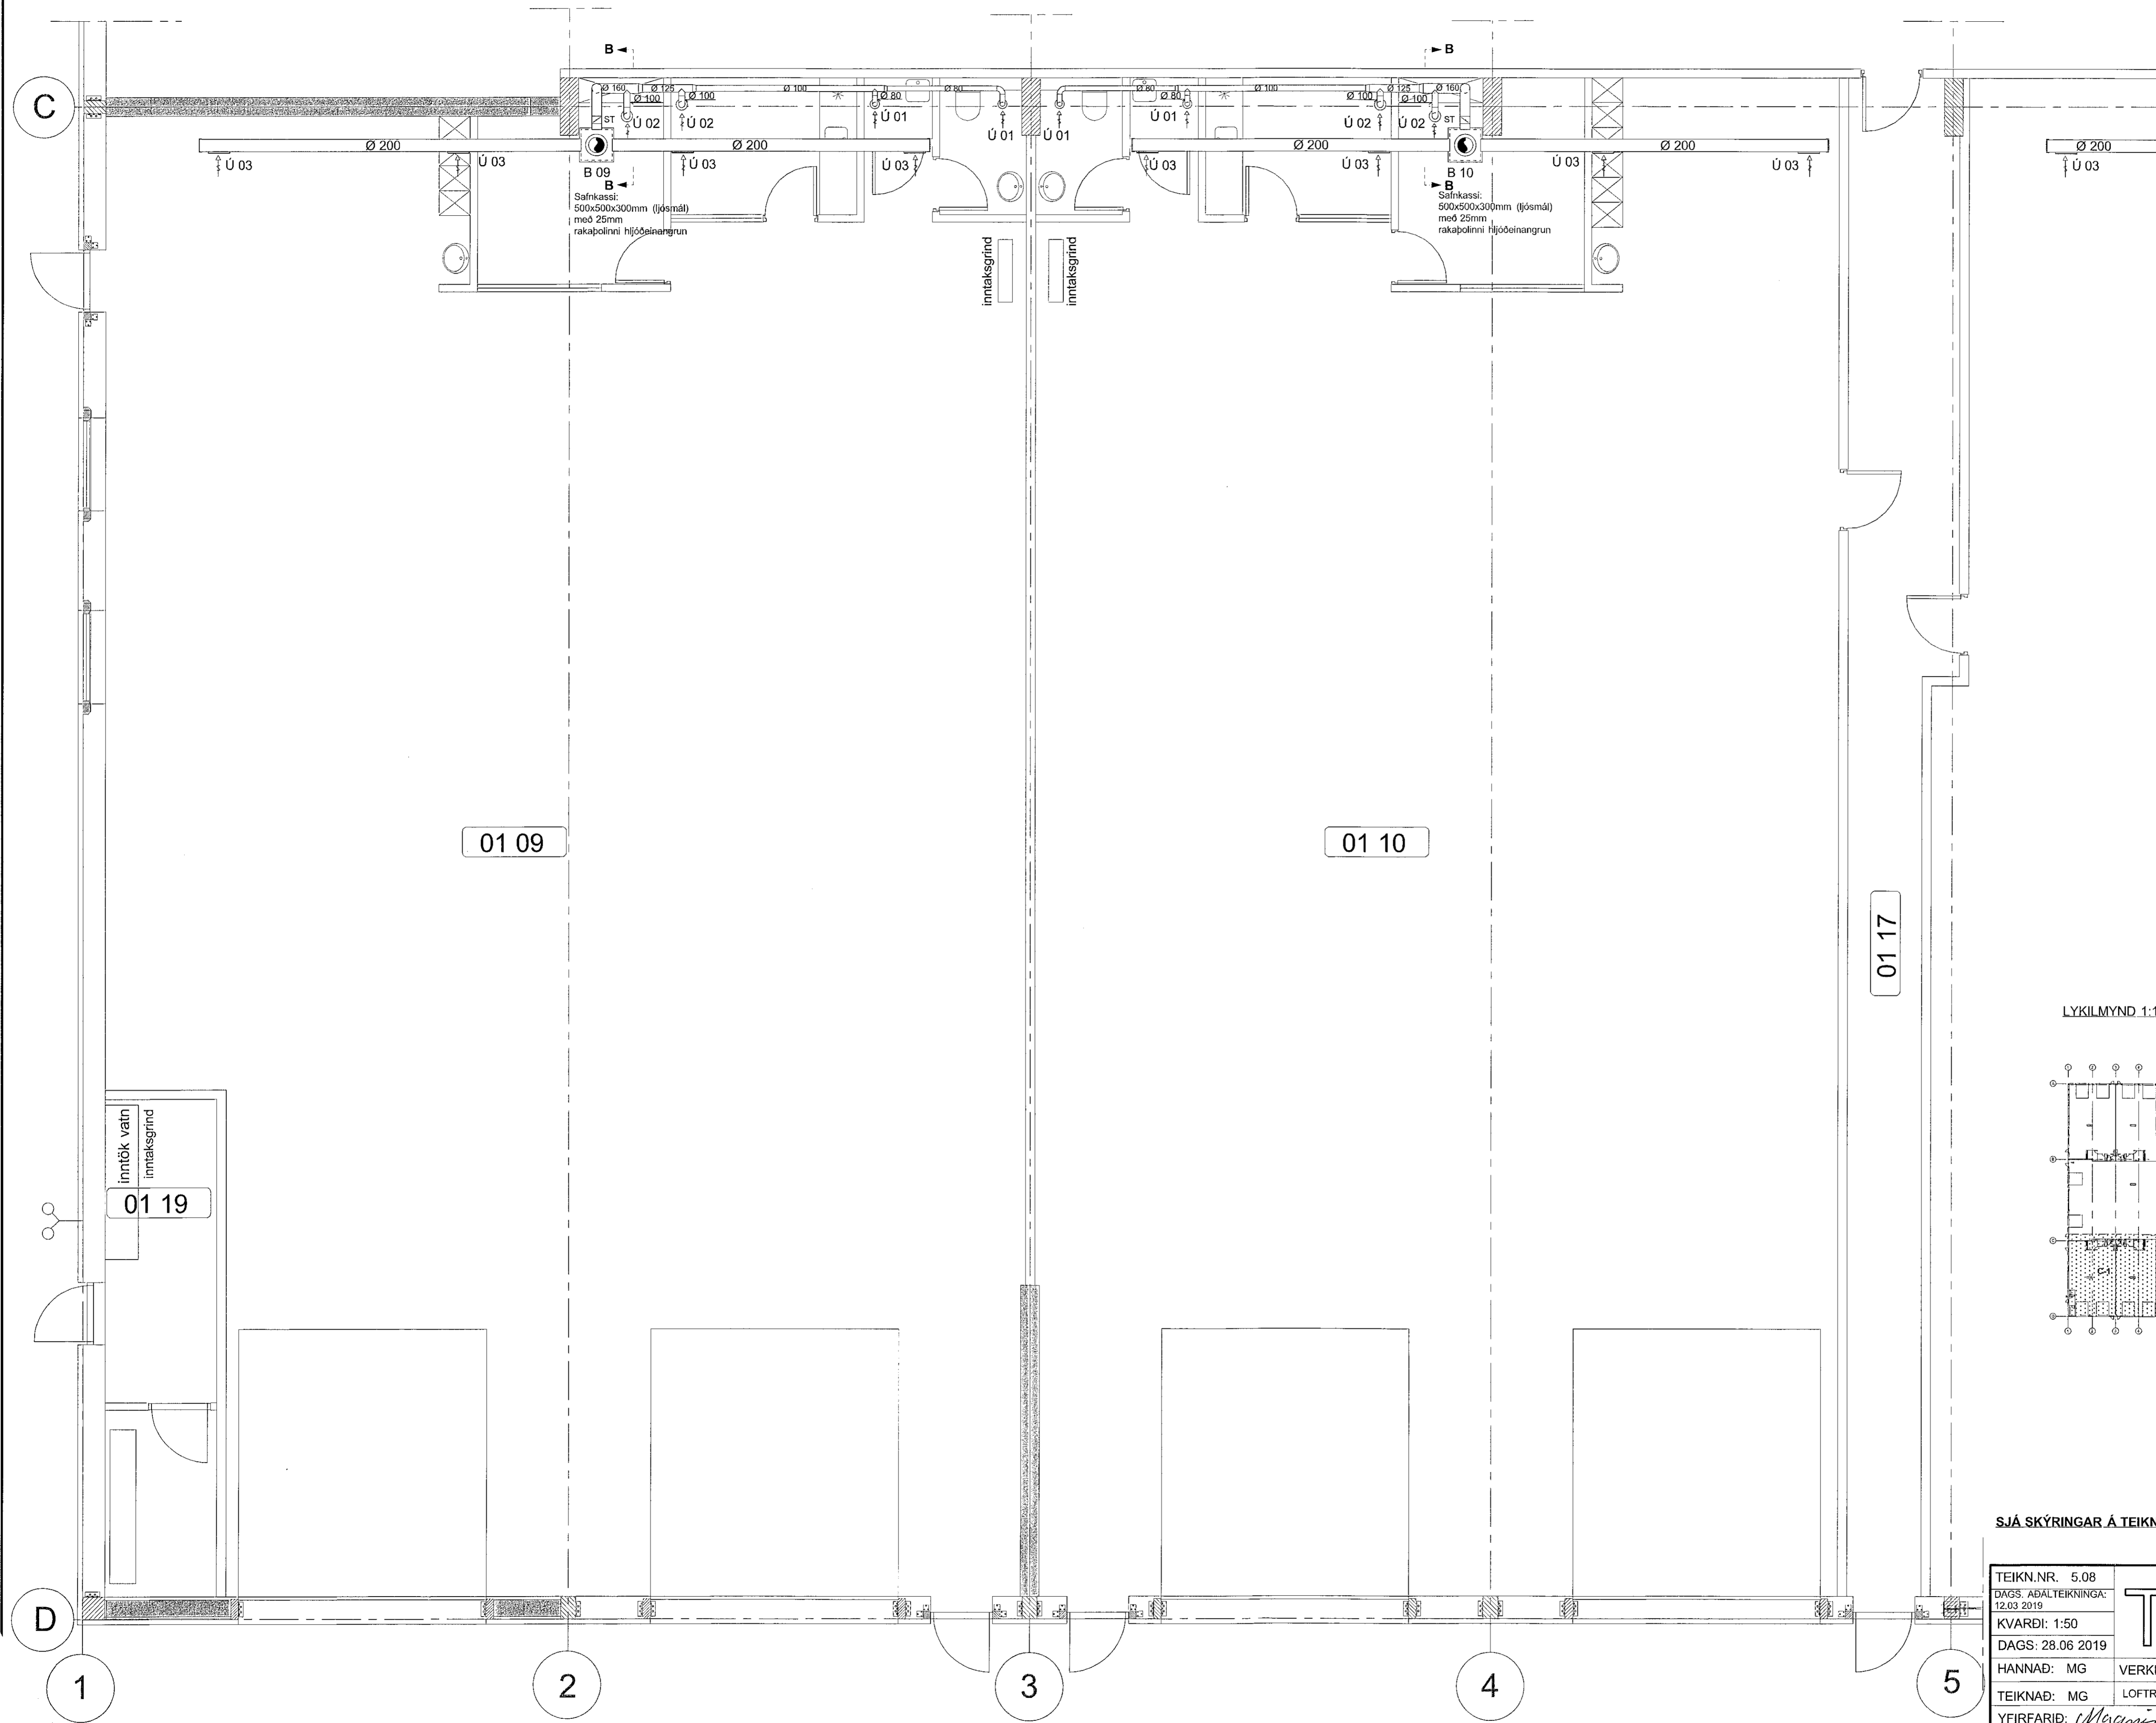 B
B
C
Ø 160
Ø 125
Ø 100
Ø 100
Ø 100
Ø 80
Ø 80
Ø 80
Ø 80
Ø 100
Ø 100
Ø 125
Ø 100
Ø 160
ST
Ú 02
Ú 02
Ú 01
Ú 01
Ú 01
Ú 01
Ú 02
Ú 02
ST
Ø 200
Ø 200
Ø 200
Ø 200
Ø 200
Ú 03
Ú 03
Ú 03
Ú 03
Ú 03
Ú 03
Ú 03
Ú 03
Ú 03
B 09
B
Safnkassi:
500x500x300mm (ljósmál)
með 25mm
rakaþolinni hljóðeinangrun
B 10
B
Safnkassi:
500x500x300mm (ljósmál)
með 25mm
rakaþolinni hljóðeinangrun
inntaksgrind
inntaksgrind
01 09
01 10
01 17
LYKILMYND 1:1
inntök vatn
inntaksgrind
01 19
C-1
SJÁ SKÝRINGAR Á TEIKN
D
1
2
3
4
5
TEIKN.NR. 5.08
DAGS. AÐALTEIKNINGA:
12.03 2019
KVARÐI: 1:50
DAGS: 28.06 2019
HANNAÐ: MG
VERK
TEIKNAÐ: MG
LOFTR
YFIRFARIÐ: